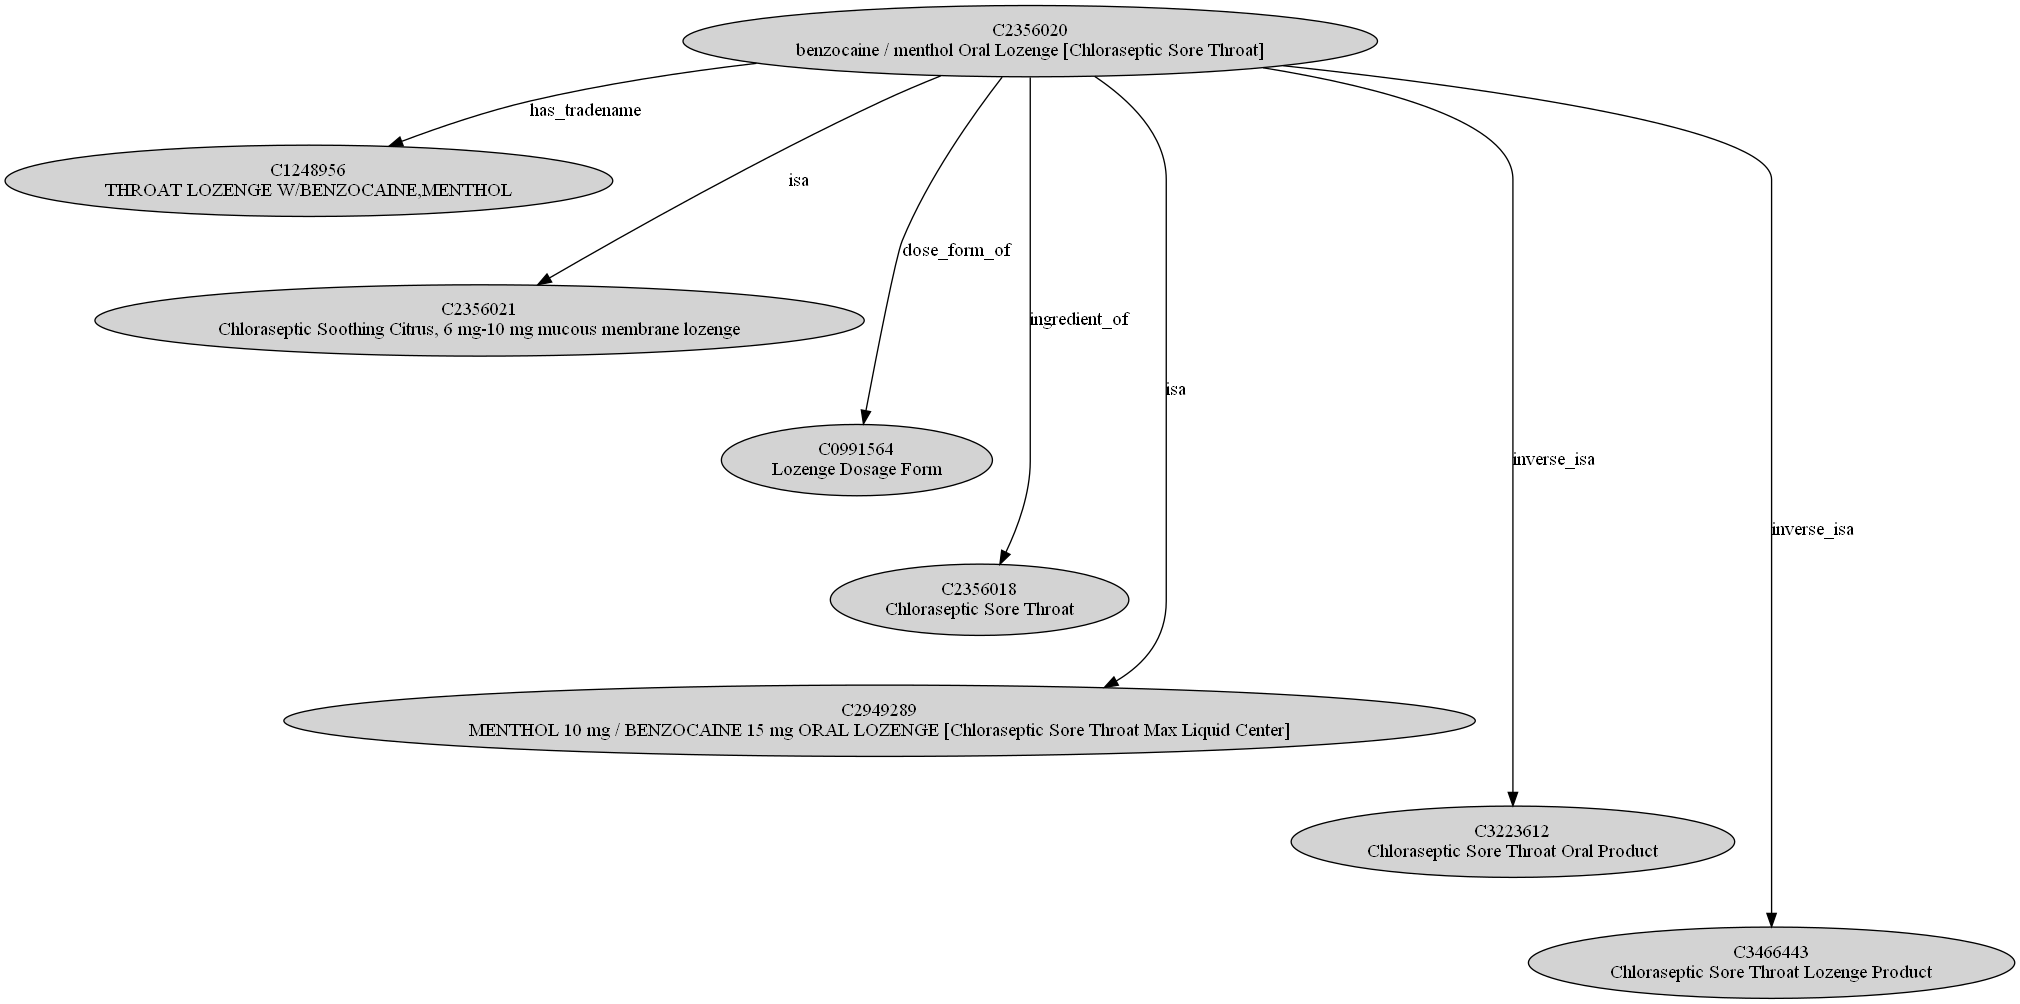 C2356020
benzocaine / menthol Oral Lozenge [Chloraseptic Sore Throat]
has_tradename
C1248956
THROAT LOZENGE W/BENZOCAINE,MENTHOL
isa
dose_form_of
C2356021
Chloraseptic Soothing Citrus, 6 mg-10 mg mucous membrane lozenge
ingredient_of
isa
C0991564
Lozenge Dosage Form
inverse_isa
inverse_isa
C2356018
Chloraseptic Sore Throat
C2949289
MENTHOL 10 mg / BENZOCAINE 15 mg ORAL LOZENGE [Chloraseptic Sore Throat Max Liquid Center]
C3223612
Chloraseptic Sore Throat Oral Product
C3466443
Chloraseptic Sore Throat Lozenge Product